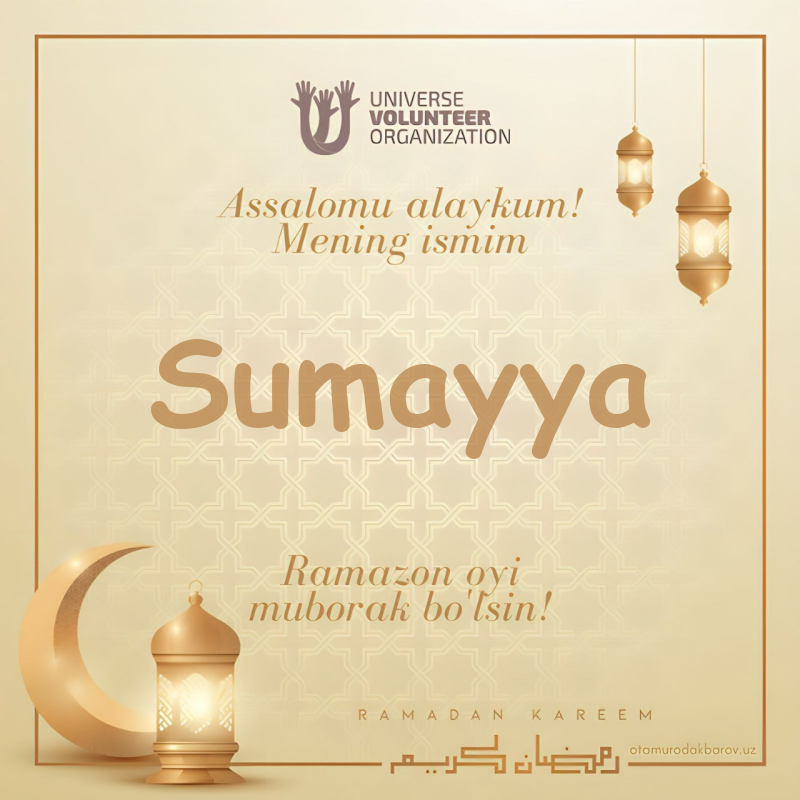 UNIVERSE
VOLUNTEER
ORGANIZATION
Assalomu alaykum!
Mening ismim
Sumayya
Ramazon oyi
muborak bo'lsin!
RAMADAN KAREEM
رمضان كريم
otamurodakbarov.uz